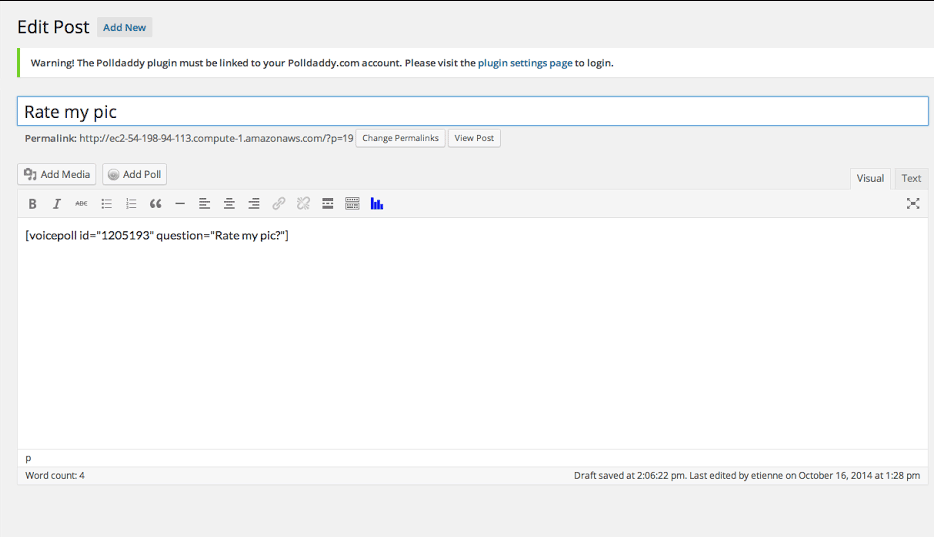 Edit Post Add New
Warning! The Polldaddy plugin must be linked to your Polldaddy.com account. Please visit the plugin settings page to login.
Rate my pic
Permalink: http://ec2-54-198-94-113.compute-1.amazonaws.com/?p=19 Change Permalinks View Post
Add Media Add Poll Visual Text
B I ABC
[voicepoll id="1205193" question="Rate my pic?"]
p
Word count: 4 Draft saved at 2:06:22 pm. Last edited by etienne on October 16, 2014 at 1:28 pm